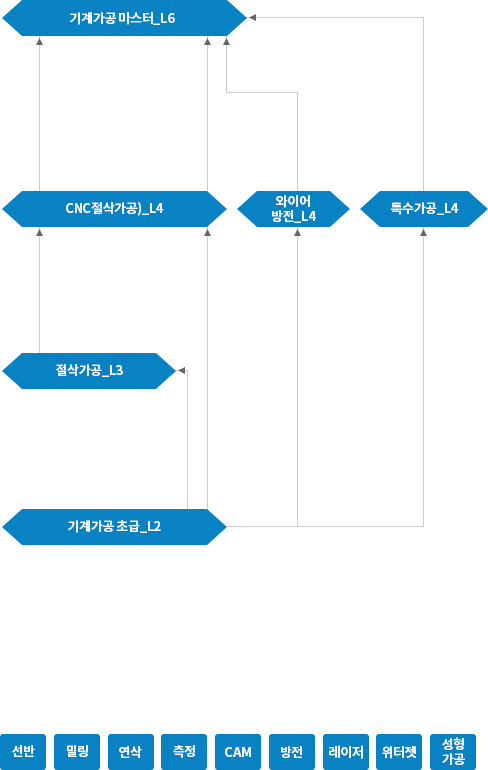 기계가공 마스터_L6
CNC절삭가공)_L4
와이어
방전_L4
특수가공_L4
절삭가공_L3
기계가공 초급_L2
선반
밀링
연삭
측정
CAM
방전
레이저
워터젯
성형
가공